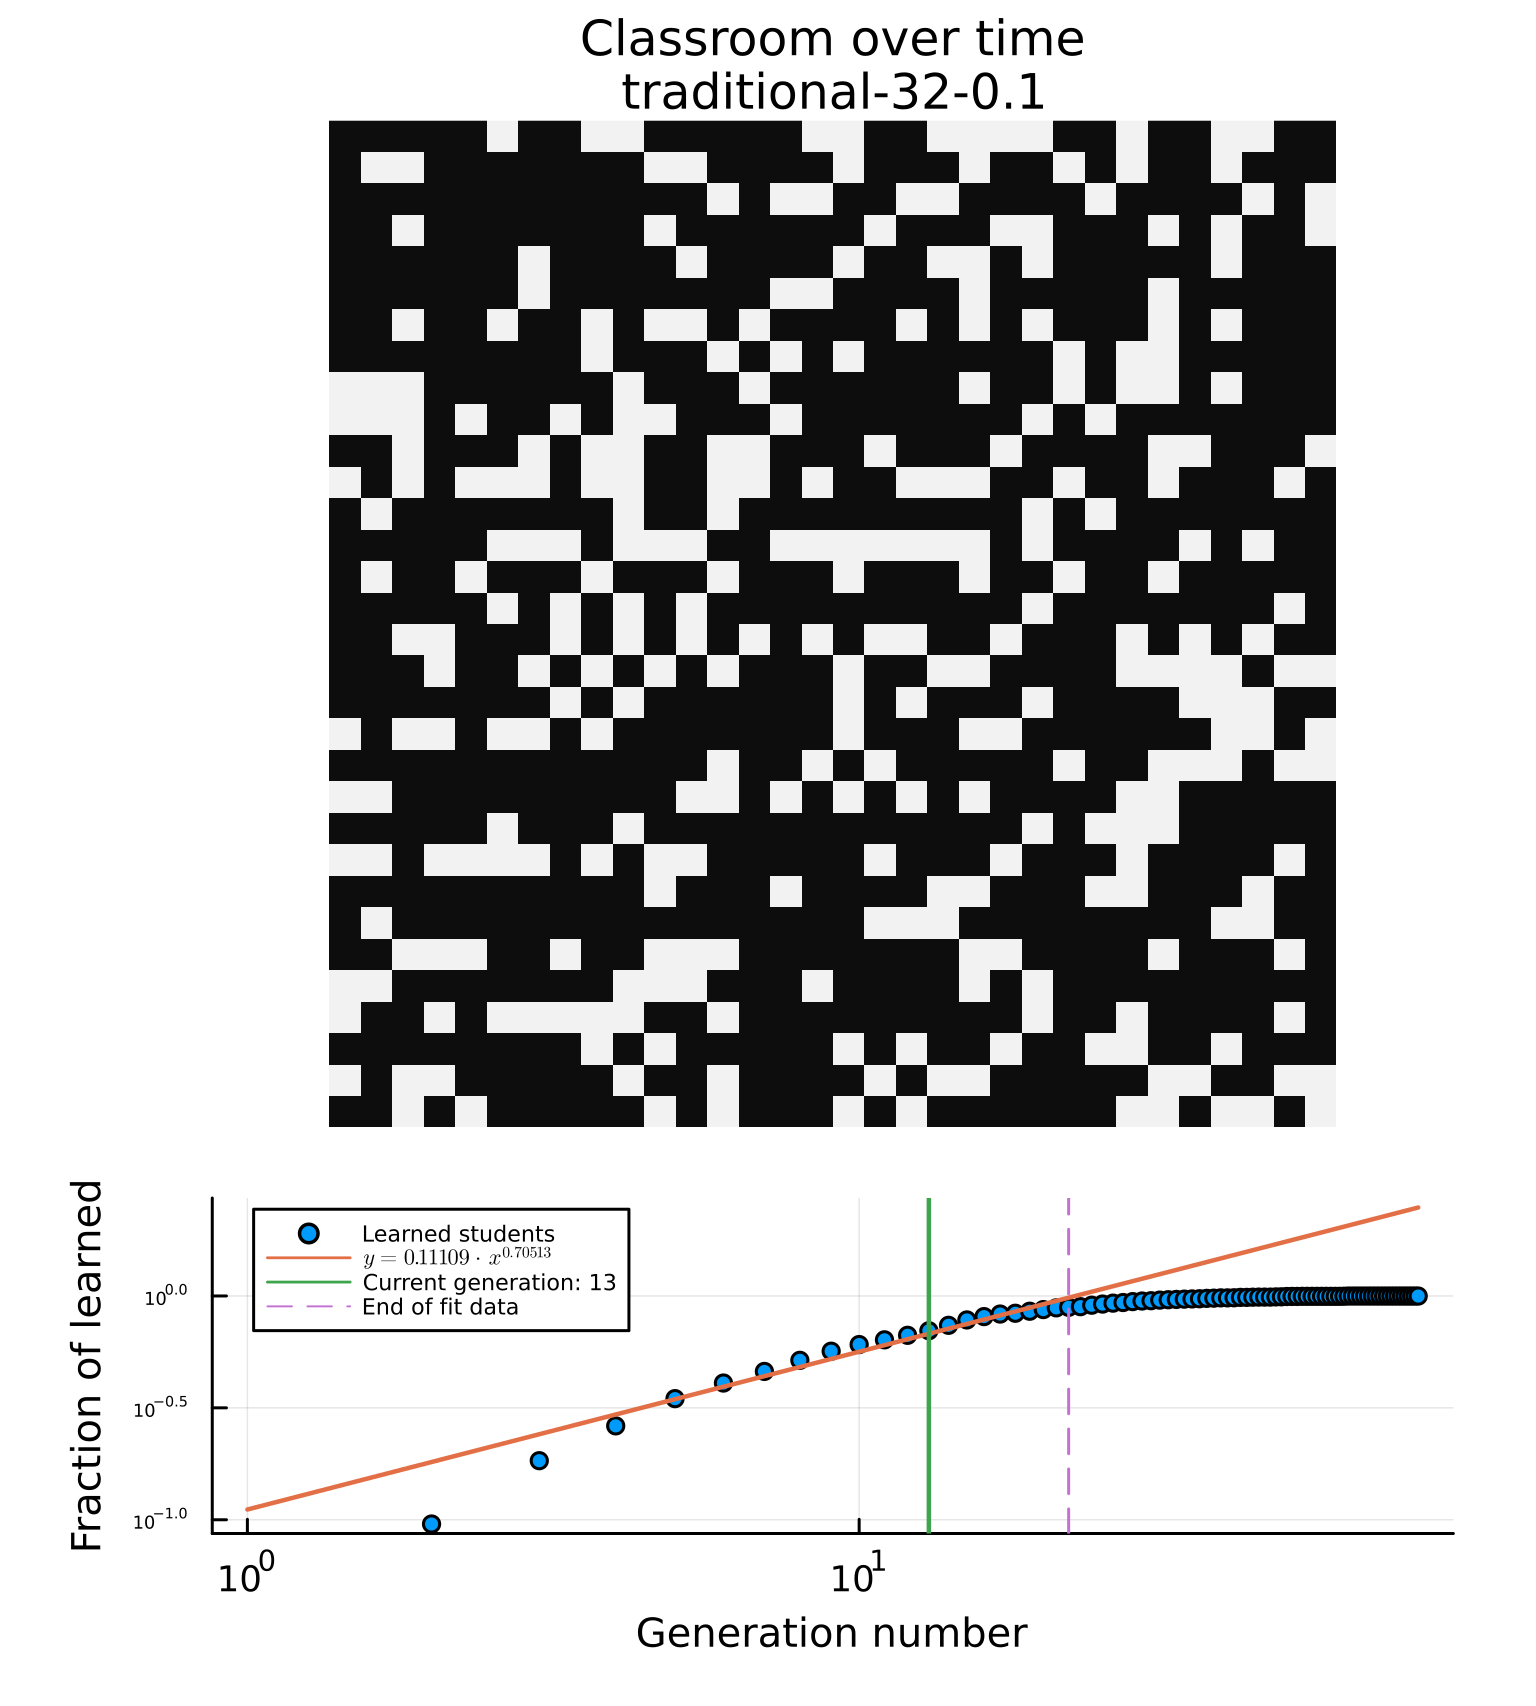 Classroom over time
traditional-32-0.1
Fraction of learned
Learned students
y = 0.11109 · x^0.70513
Current generation: 13
End of fit data
10^0.0
10^−0.5
10^−1.0
10^0
10^1
Generation number